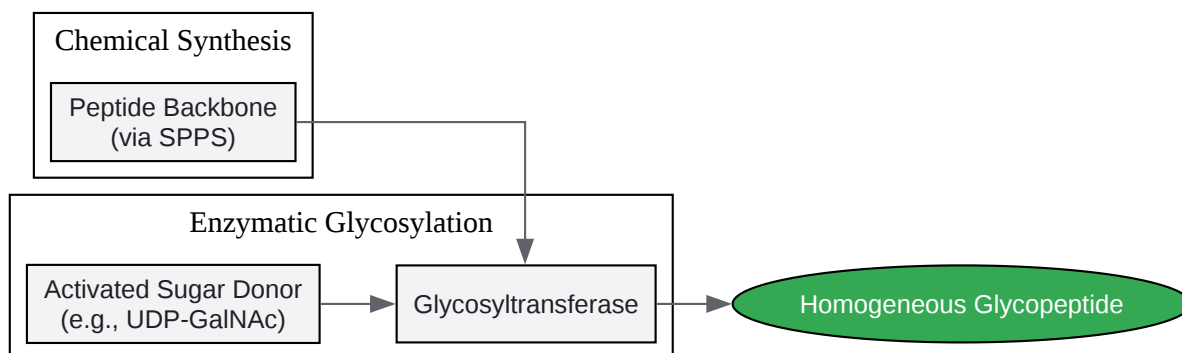 Chemical Synthesis
Peptide Backbone
(via SPPS)
Enzymatic Glycosylation
Activated Sugar Donor
(e.g., UDP-GalNAc)
Glycosyltransferase
Homogeneous Glycopeptide